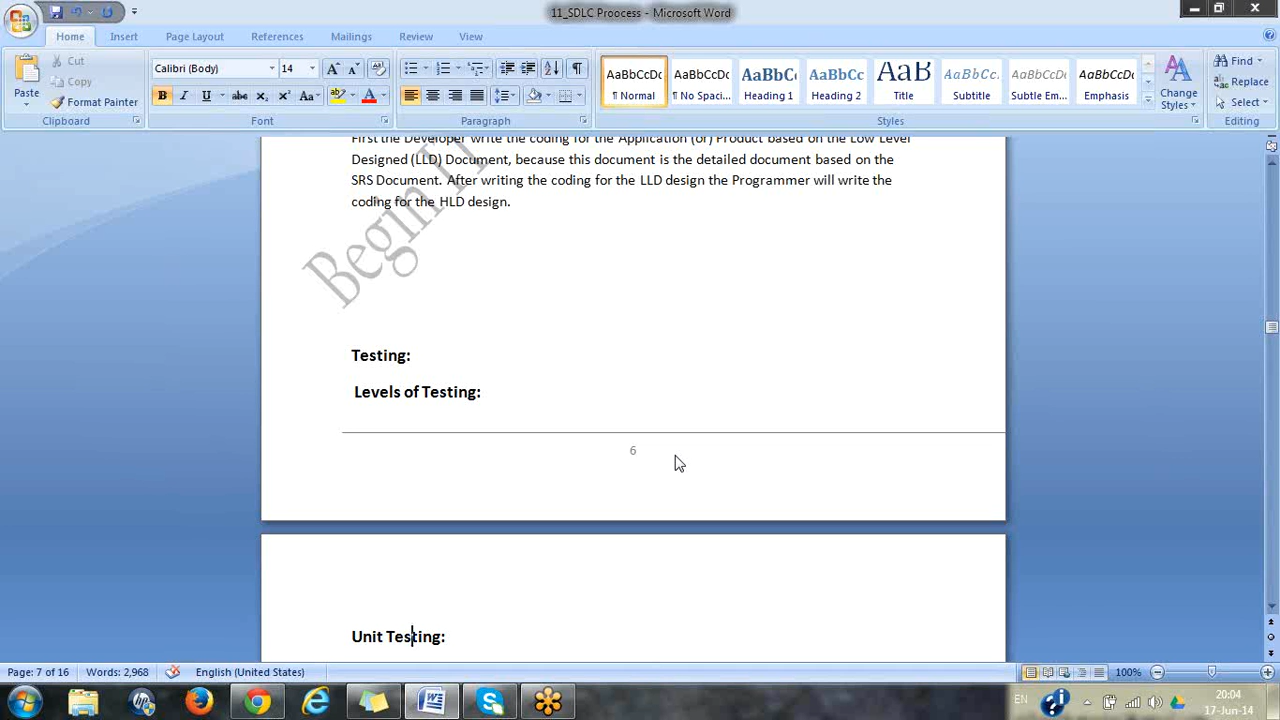 11_SDLC Proocess - Microsoft Word
Home Insert Page Layout References Mailings Review View
Paste
Cut
Copy
Format Painter
Clipboard
Calibri (Body) 14
Font
Paragraph
AaBbCcDc AaBbCcDc AaBbC AaBbCc AaB AaBbCc. AaBbCcDc AaBbCcDc
¶ Normal ¶ No Spaci... Heading 1 Heading 2 Title Subtitle Subtle Em... Emphasis
Change Styles
Styles
Find
Replace
Select
Editing
First the Developer write the coding for the Application (or) Product based on the Low Level
Designed (LLD) Document, because this document is the detailed document based on the
SRS Document. After writing the coding for the LLD design the Programmer will write the
coding for the HLD design.
Begin
Testing:
Levels of Testing:
6
Unit Testing:
Page: 7 of 16 Words: 2,968 English (United States) 100%
EN 20:04
17-Jun-14